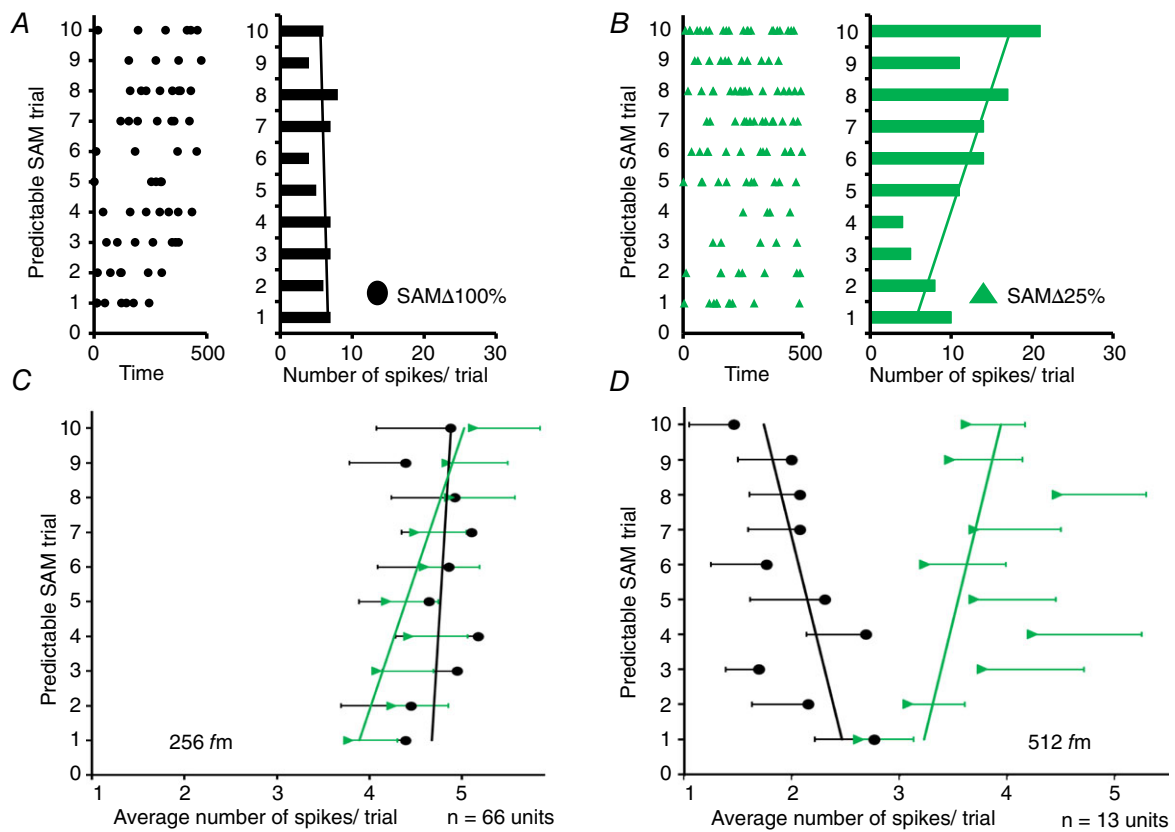 A
Predictable SAM trial
10
9
8
7
6
5
4
3
2
1
0
0 500
Time
10
9
8
7
6
5
4
3
2
1
SAMΔ100%
0 10 20 30
Number of spikes/ trial
B
Predictable SAM trial
10
9
8
7
6
5
4
3
2
1
0
0 500
Time
10
9
8
7
6
5
4
3
2
1
SAMΔ25%
0 10 20 30
Number of spikes/ trial
C
Predictable SAM trial
10
9
8
7
6
5
4
3
2
1
0
256 fm
1 2 3 4 5
Average number of spikes/ trial
n = 66 units
D
Predictable SAM trial
10
9
8
7
6
5
4
3
2
1
0
512 fm
1 2 3 4 5
Average number of spikes/ trial
n = 13 units